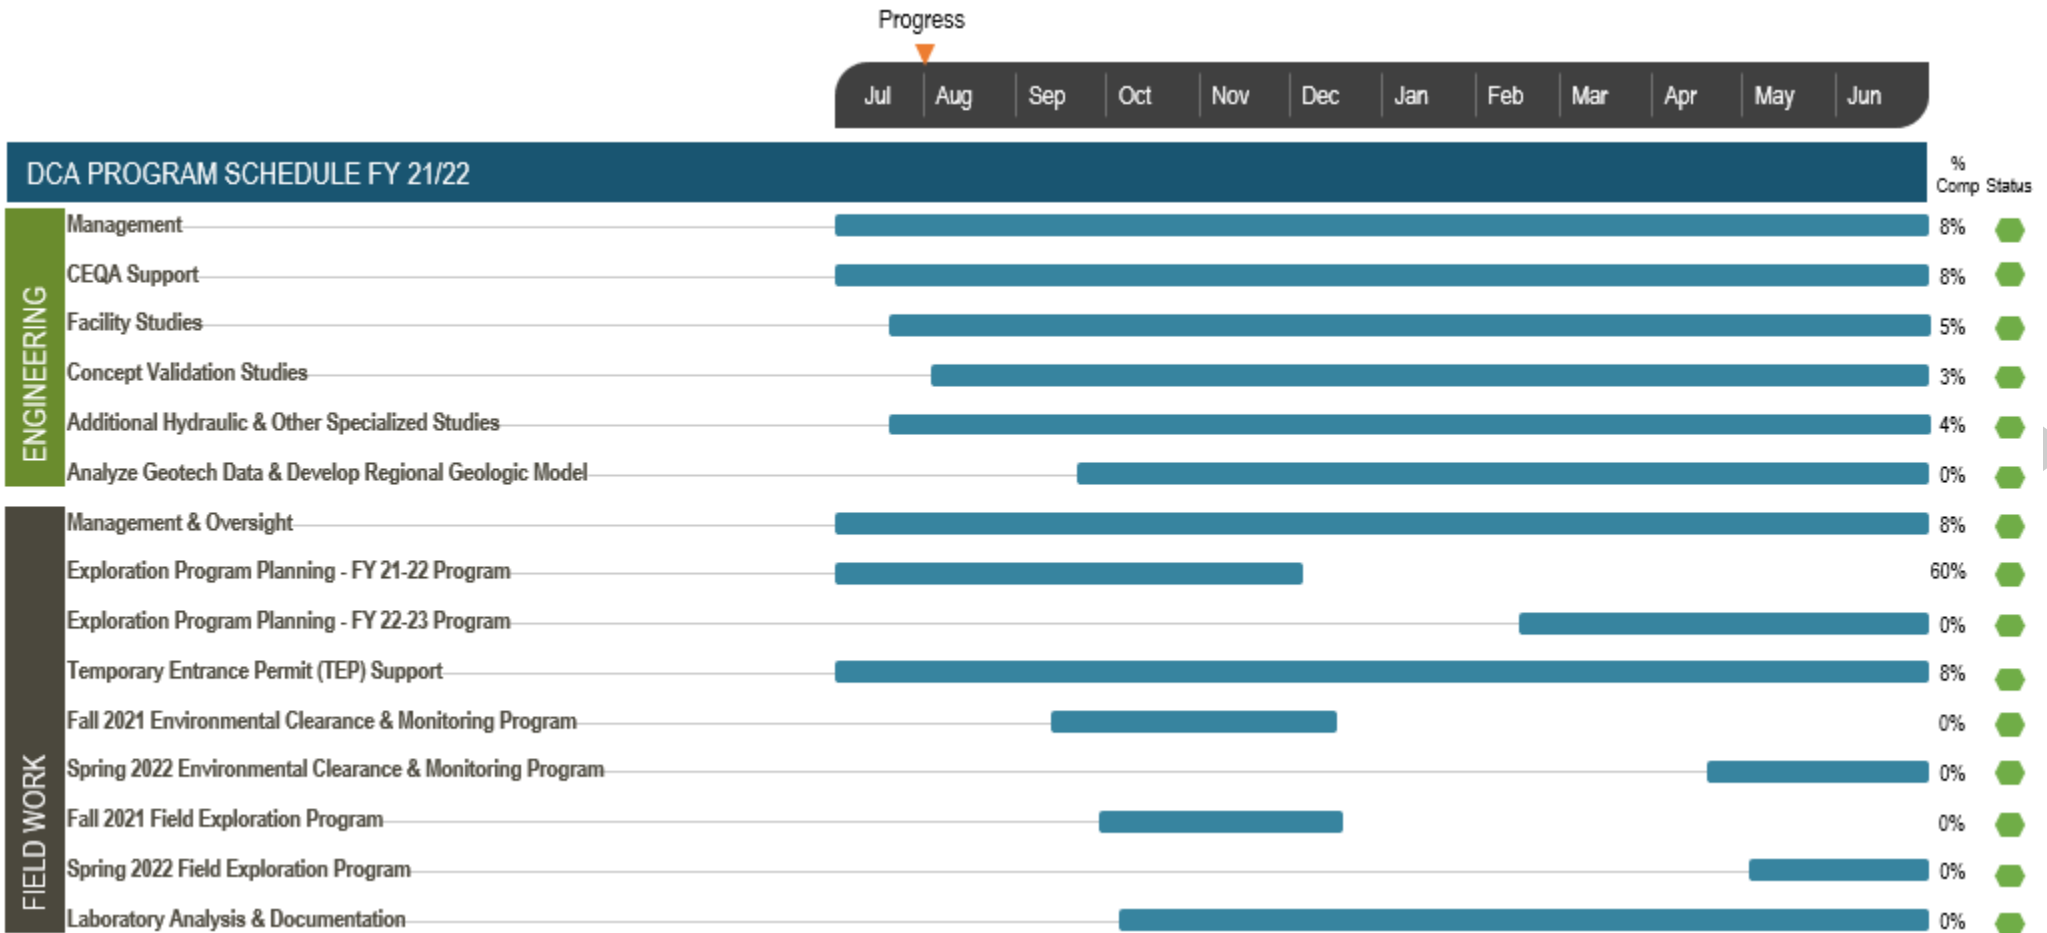 Progress
Jul Aug Sep Oct Nov Dec Jan Feb Mar Apr May Jun
DCA PROGRAM SCHEDULE FY 21/22
%
Comp Status
ENGINEERING
Management 8%
CEQA Support 8%
Facility Studies 5%
Concept Validation Studies 3%
Additional Hydraulic & Other Specialized Studies 4%
Analyze Geotech Data & Develop Regional Geologic Model 0%
FIELD WORK
Management & Oversight 8%
Exploration Program Planning - FY 21-22 Program 60%
Exploration Program Planning - FY 22-23 Program 0%
Temporary Entrance Permit (TEP) Support 8%
Fall 2021 Environmental Clearance & Monitoring Program 0%
Spring 2022 Environmental Clearance & Monitoring Program 0%
Fall 2021 Field Exploration Program 0%
Spring 2022 Field Exploration Program 0%
Laboratory Analysis & Documentation 0%